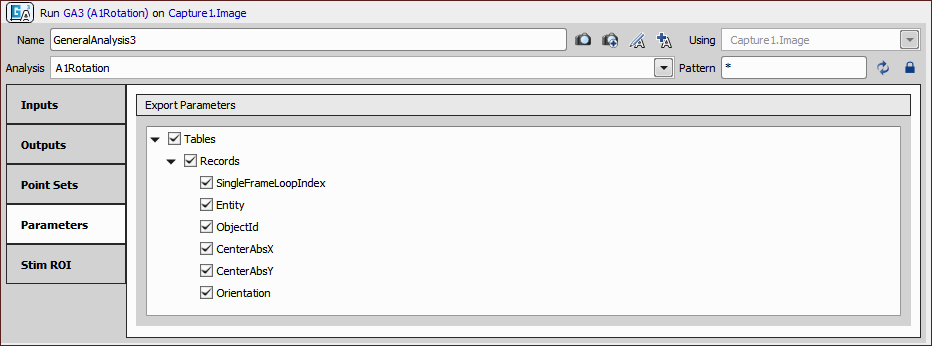 GA3 Run GA3 (A1Rotation) on Capture1.Image
Name GeneralAnalysis3 Using Capture1.Image
Analysis A1Rotation Pattern *
Inputs
Outputs
Point Sets
Parameters
Stim ROI
Export Parameters
Tables
Records
SingleFrameLoopIndex
Entity
ObjectId
CenterAbsX
CenterAbsY
Orientation